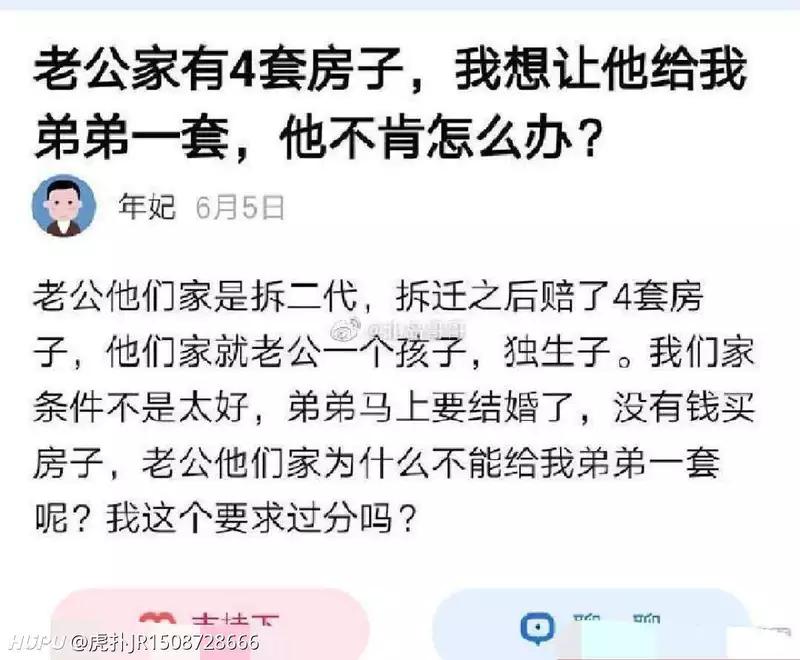 老公家有4套房子，我想让他给我
弟弟一套，他不肯怎么办？
年妃 6月5日
老公他们家是拆二代，拆迁之后赔了4套房
子，他们家就老公一个孩子，独生子。我们家
条件不是太好，弟弟马上要结婚了，没有钱买
房子，老公他们家为什么不能给我弟弟一套
呢？我这个要求过分吗？
HUPU @虎扑JR1508728666